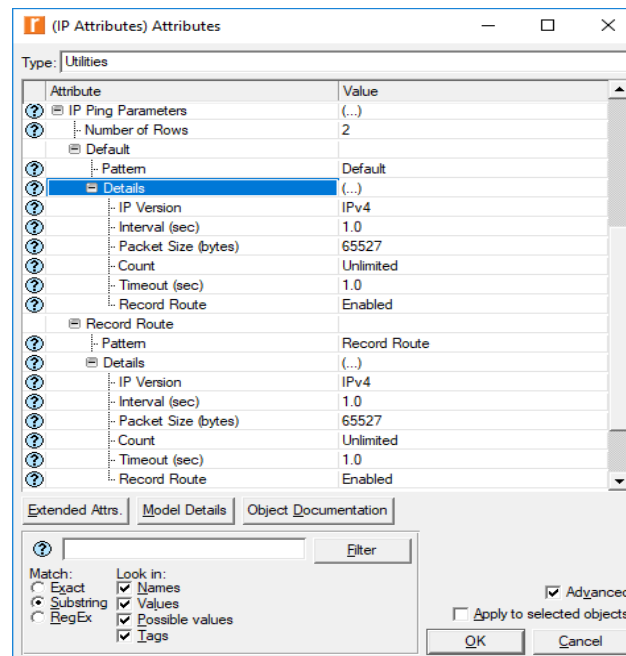 (IP Attributes) Attributes
Type: Utilities
Attribute Value
IP Ping Parameters (...)
Number of Rows 2
Default
Pattern Default
Details (...)
IP Version IPv4
Interval (sec) 1.0
Packet Size (bytes) 65527
Count Unlimited
Timeout (sec) 1.0
Record Route Enabled
Record Route
Pattern Record Route
Details (...)
IP Version IPv4
Interval (sec) 1.0
Packet Size (bytes) 65527
Count Unlimited
Timeout (sec) 1.0
Record Route Enabled
Extended Attrs. Model Details Object Documentation
Filter
Match: Look in:
Exact Names
Substring Values
RegEx Possible values
Tags
Advanced
Apply to selected objects
OK Cancel